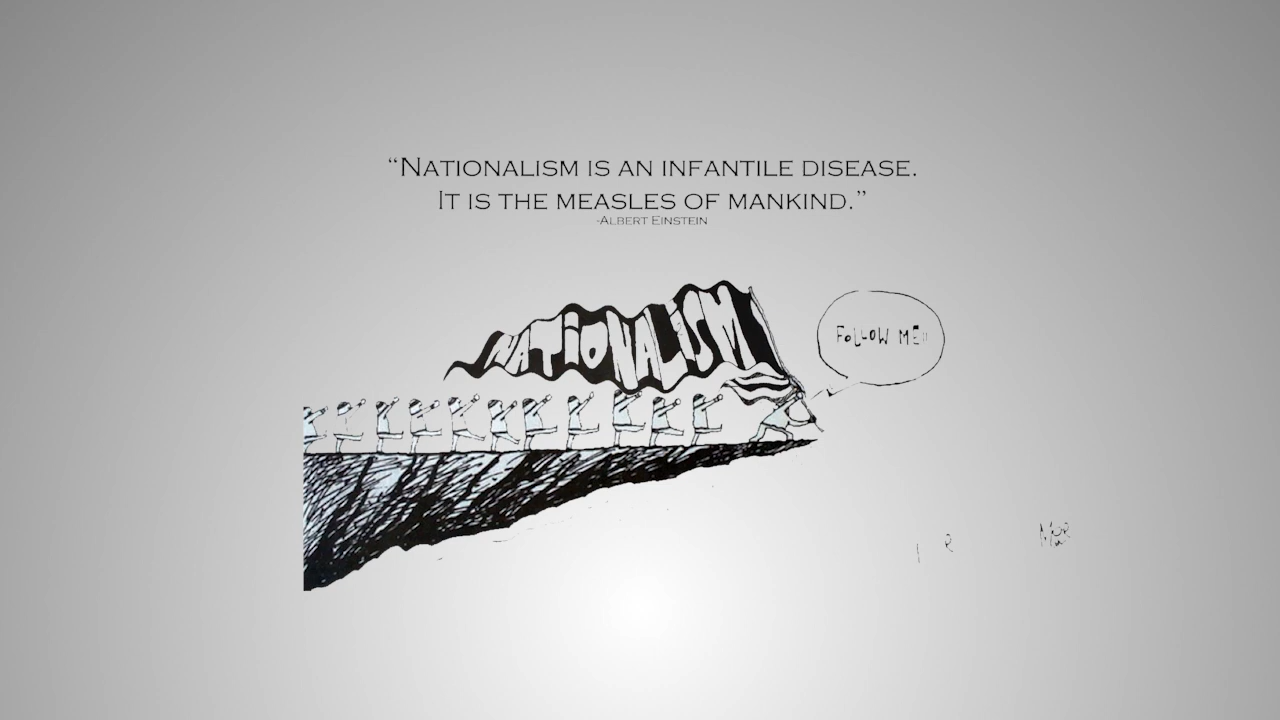 “Nationalism is an infantile disease.
It is the measles of mankind.”
-Albert Einstein
NATiONALISM
FOLLOW ME!!